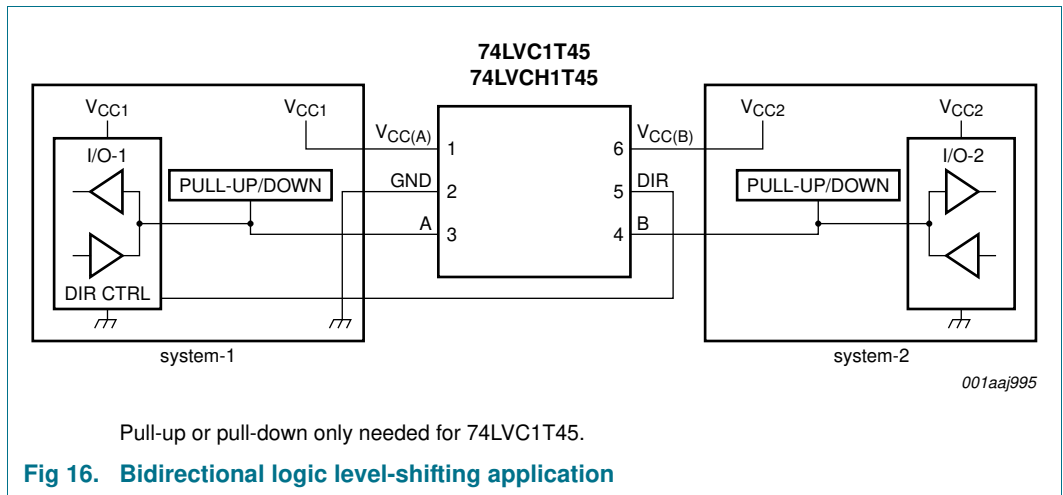 74LVC1T45
74LVCH1T45
VCC1
VCC1
VCC(A)
1
I/O-1
PULL-UP/DOWN
GND
2
A
3
DIR CTRL
system-1
6
VCC(B)
5
DIR
4
B
VCC2
VCC2
I/O-2
PULL-UP/DOWN
system-2
001aaj995
Pull-up or pull-down only needed for 74LVC1T45.
Fig 16. Bidirectional logic level-shifting application